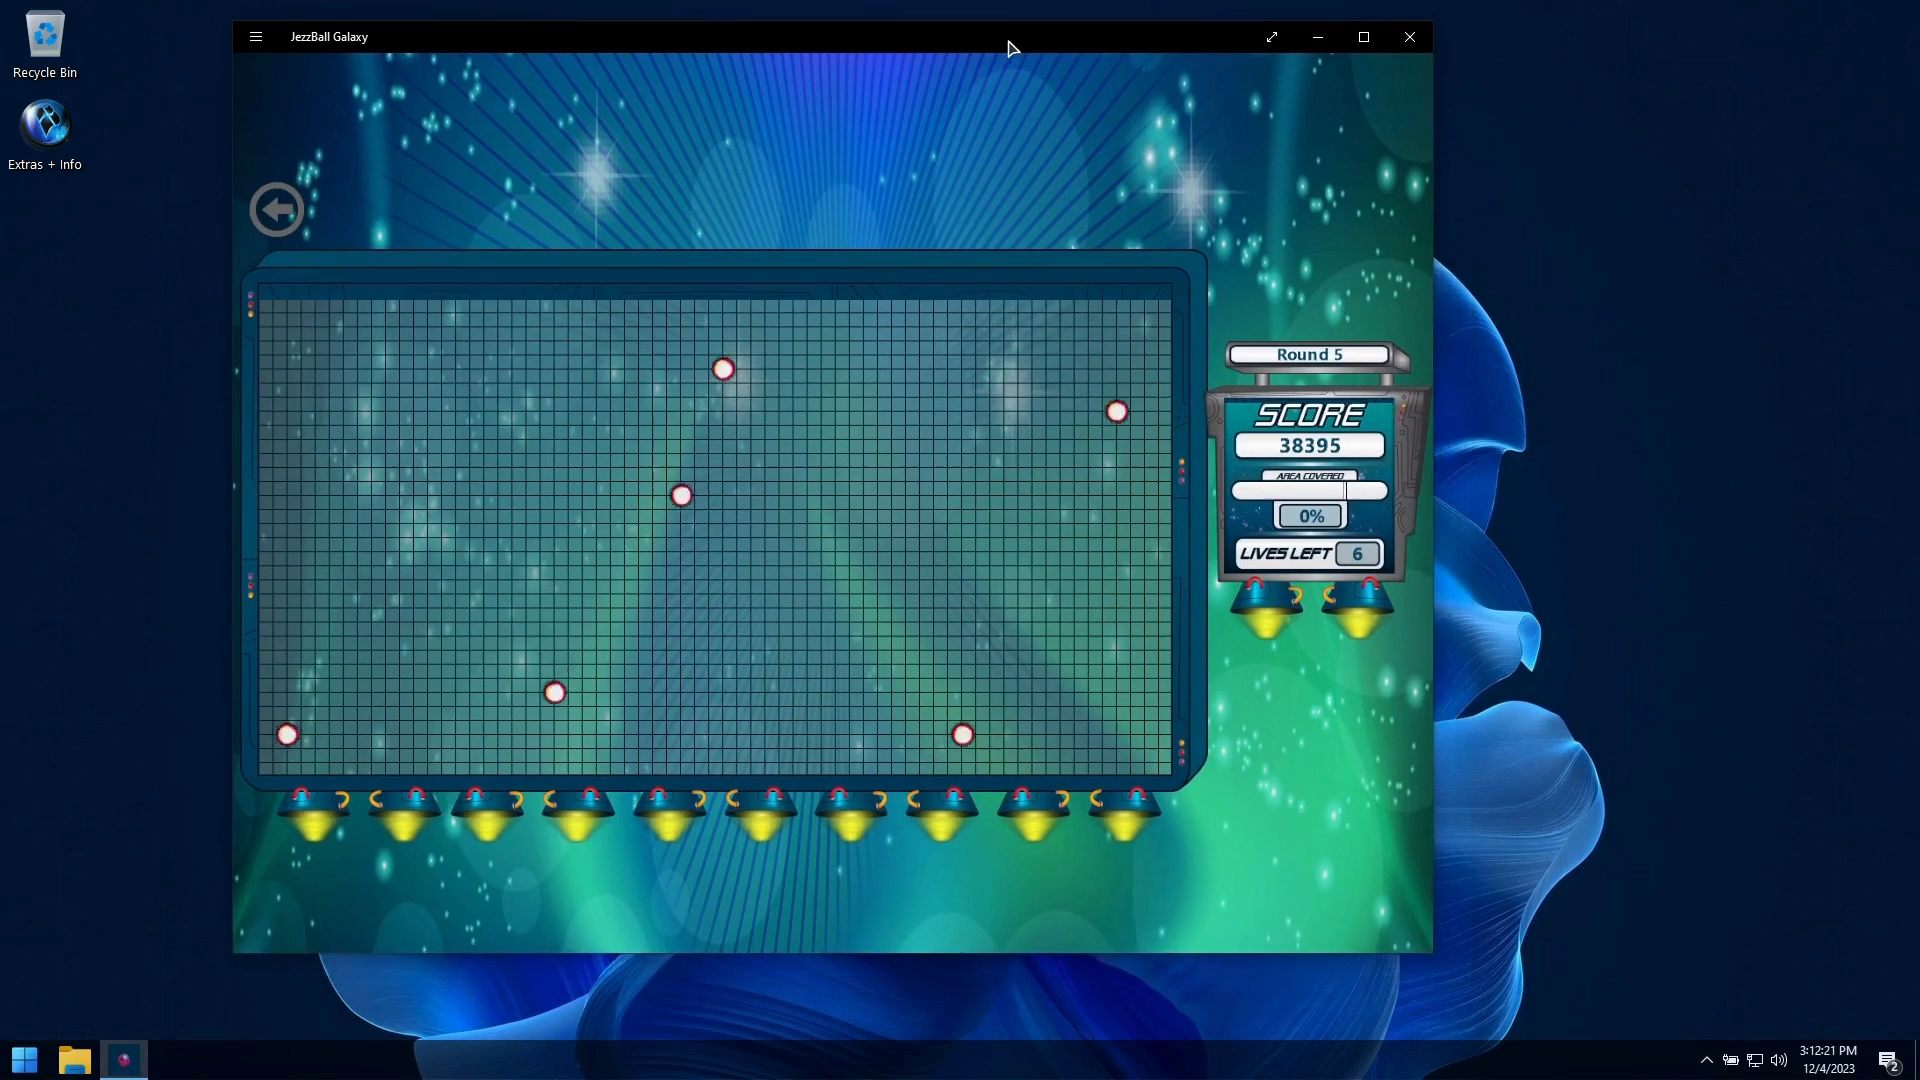 JezzBall Galaxy
Recycle Bin
Extras + Info
Round 5
SCORE
38395
AREA COVERED
0%
LIVES LEFT 6
3:12:21 PM
12/4/2023
2